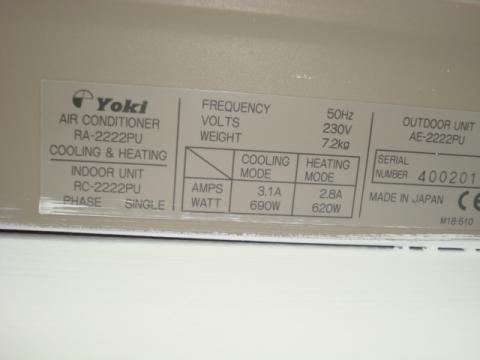 Yoki
AIR CONDITIONER
RA-2222PU
COOLING & HEATING
INDOOR UNIT
RC-2222PU
PHASE SINGLE
FREQUENCY 50Hz
VOLTS 230V
WEIGHT 7.2kg
COOLING HEATING
MODE MODE
AMPS 3.1A 2.8A
WATT 690W 620W
OUTDOOR UNIT
AE-2222PU
SERIAL
NUMBER 400201
MADE IN JAPAN CE
M18-510